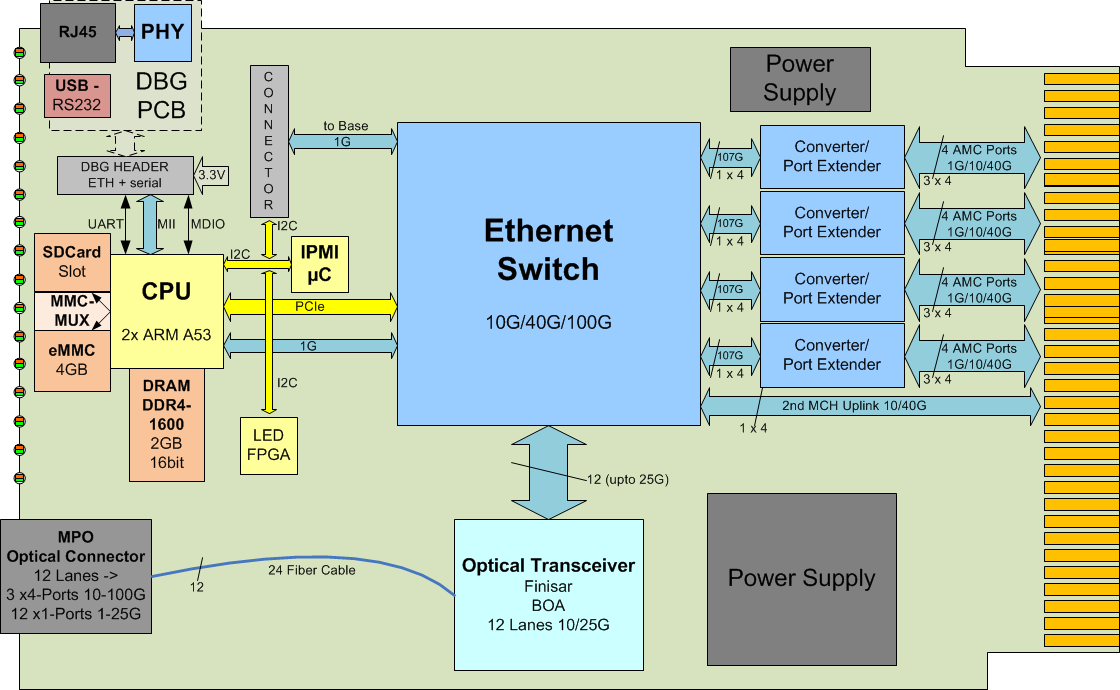 RJ45
PHY
DBG
PCB
USB -
RS232
DBG HEADER
ETH + serial
3.3V
UART
MII
MDIO
C
O
N
N
E
C
T
O
R
to Base
1G
I2C
I2C
IPMI
µC
SDCard
Slot
MMC-
MUX
eMMC
4GB
CPU
2x ARM A53
PCIe
1G
I2C
DRAM
DDR4-
1600
2GB
16bit
LED
FPGA
Ethernet
Switch
10G/40G/100G
Power
Supply
107G
1 x 4
Converter/
Port Extender
4 AMC Ports
1G/10/40G
3 x 4
107G
1 x 4
Converter/
Port Extender
4 AMC Ports
1G/10/40G
3 x 4
107G
1 x 4
Converter/
Port Extender
4 AMC Ports
1G/10/40G
3 x 4
107G
1 x 4
Converter/
Port Extender
4 AMC Ports
1G/10/40G
3 x 4
2nd MCH Uplink 10/40G
1 x 4
12 (upto 25G)
MPO
Optical Connector
12 Lanes ->
3 x4-Ports 10-100G
12 x1-Ports 1-25G
12
24 Fiber Cable
Optical Transceiver
Finisar
BOA
12 Lanes 10/25G
Power Supply